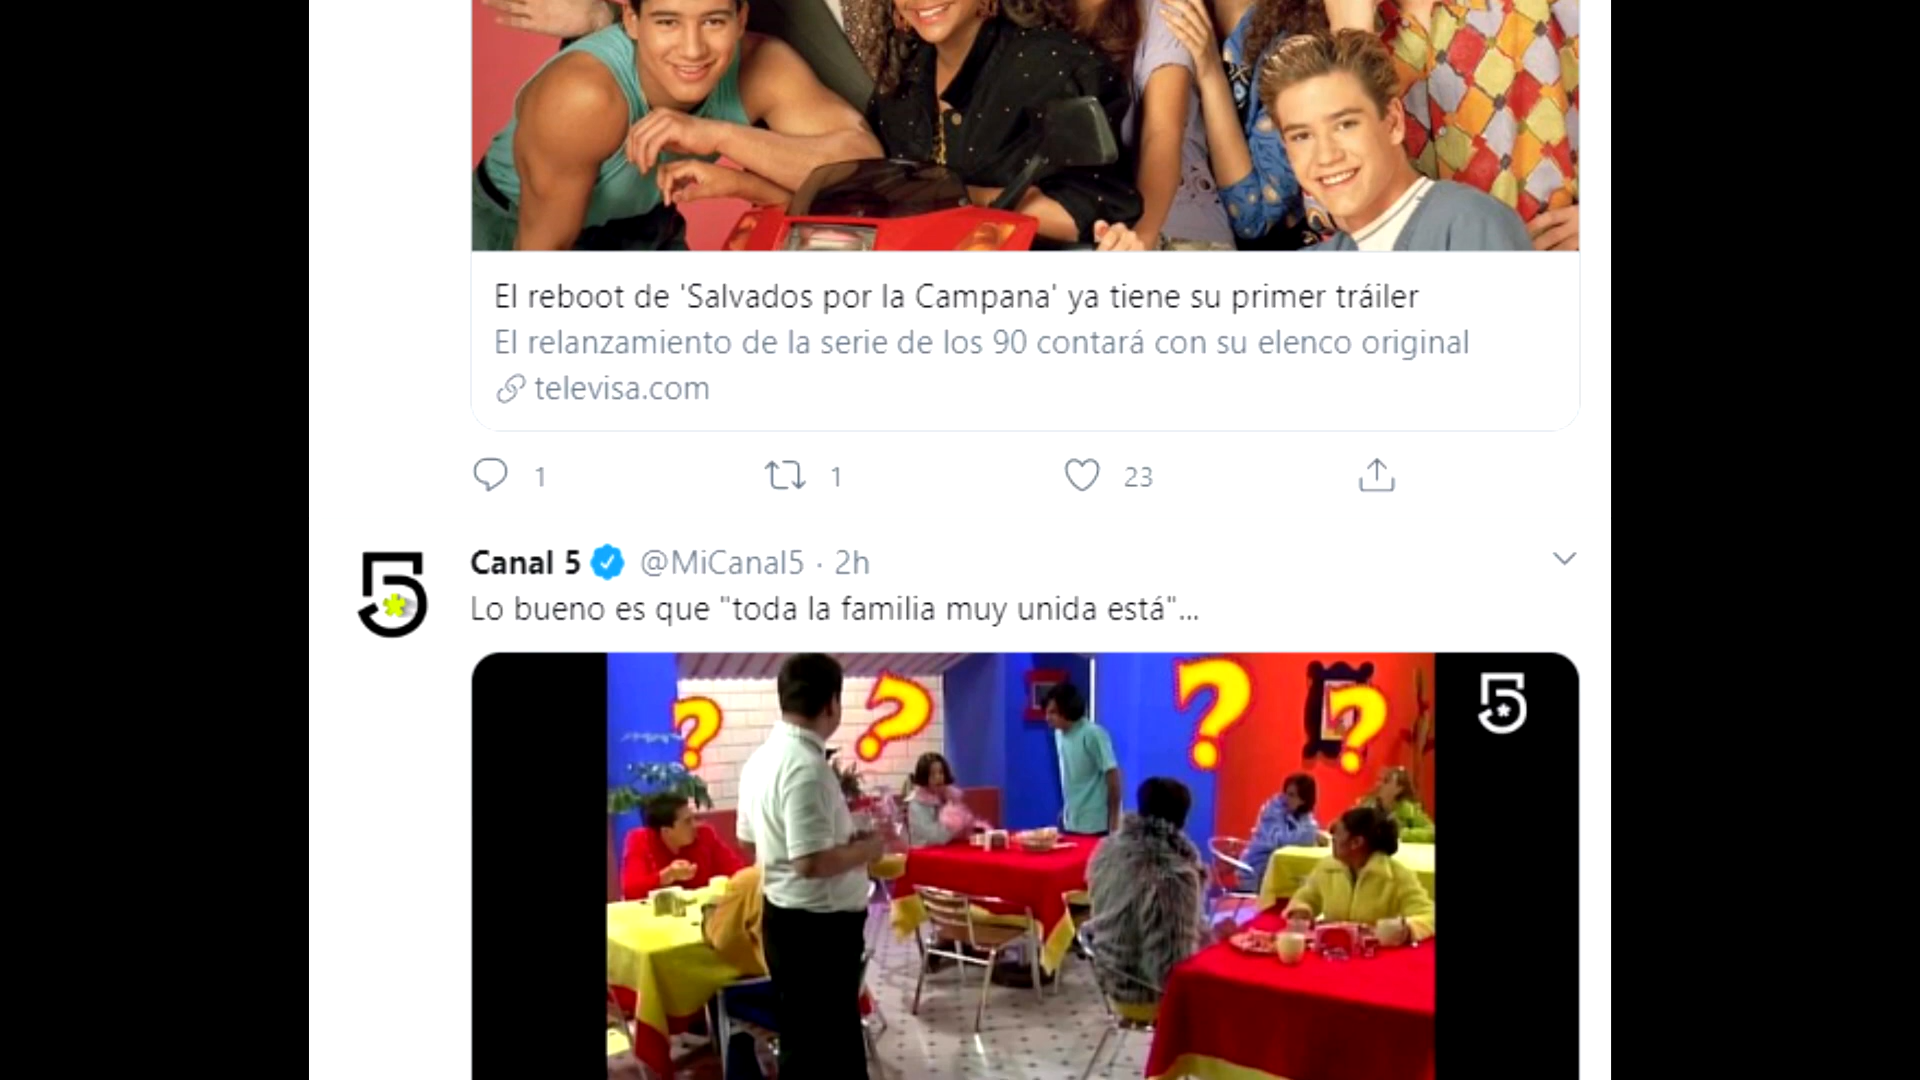 El reboot de 'Salvados por la Campana' ya tiene su primer tráiler
El relanzamiento de la serie de los 90 contará con su elenco original
televisa.com
1 1 23
5
Canal 5 @MiCanal5 · 2h
Lo bueno es que "toda la familia muy unida está"...
? ? ? ? 5